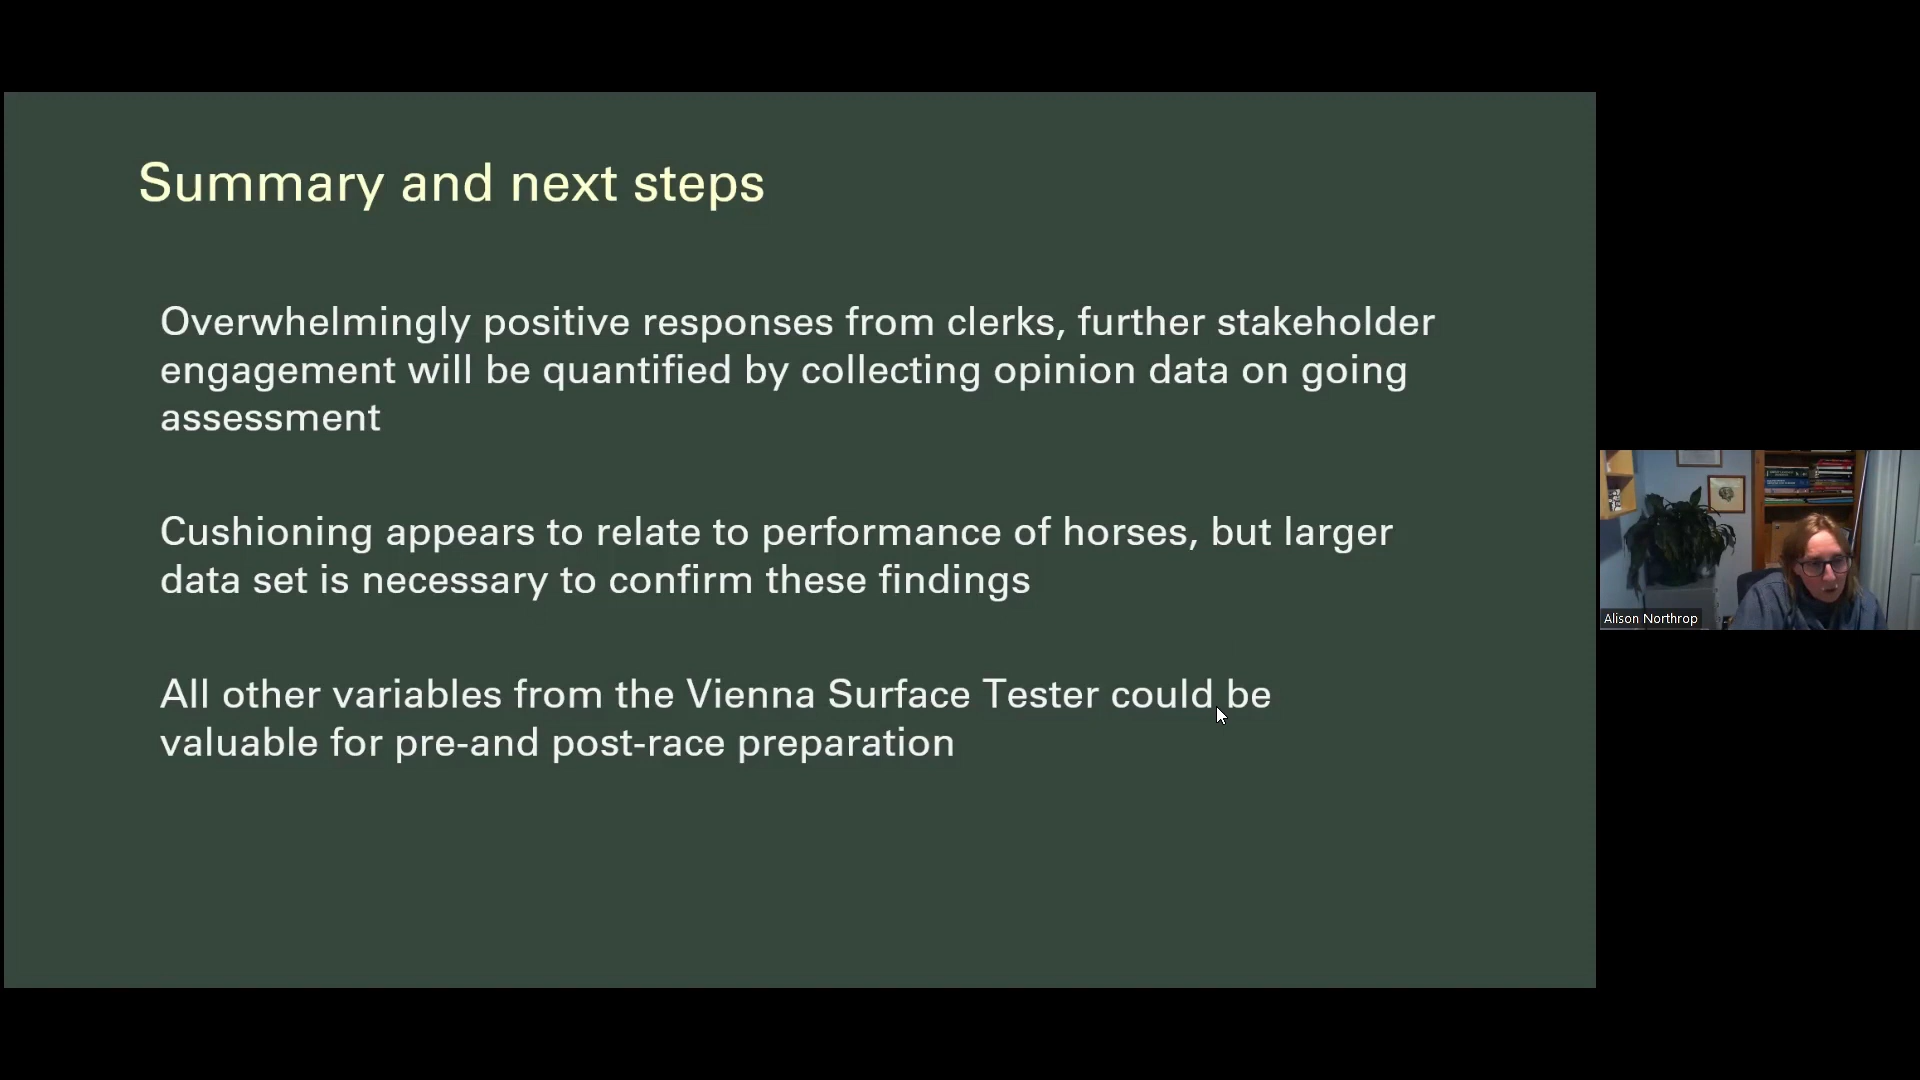 Summary and next steps
Overwhelmingly positive responses from clerks, further stakeholder
engagement will be quantified by collecting opinion data on going
assessment
Cushioning appears to relate to performance of horses, but larger
data set is necessary to confirm these findings
All other variables from the Vienna Surface Tester could be
valuable for pre-and post-race preparation
Alison Northrop